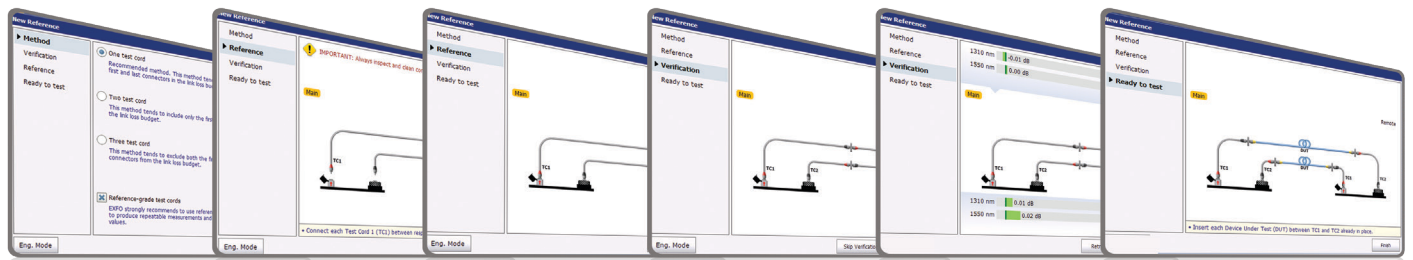 New Reference
Method
Verification
Reference
Ready to test
One test cord
Recommended method. This method
first and last connectors in the link loss
Two test cord
This method tends to include only the
the link loss budget.
Three test cord
This method tends to exclude both the
connectors from the link loss budget.
Reference-grade test cords
EXFO strongly recommends to use
to produce repeatable measurements and
values.
Eng. Mode
New Reference
Method
Reference
Verification
Ready to test
IMPORTANT: Always inspect and clean
Main
TC1
• Connect each Test Cord 1 (TC1) between
Eng. Mode
New Reference
Method
Reference
Verification
Ready to test
Main
TC1
Eng. Mode
New Reference
Method
Reference
Verification
Ready to test
Main
TC1
TC2
Eng. Mode
Skip
New Reference
Method
Reference
Verification
Ready to test
1310 nm -0.01 dB
1550 nm 0.00 dB
Main
TC1
TC2
1310 nm 0.01 dB
1550 nm 0.02 dB
Eng. Mode
New Reference
Method
Reference
Verification
Ready to test
Main
Remote
DUT
DUT
TC1
TC2
TC1
TC2
• Insert each Device Under Test (DUT) between TC1 and TC2 already in place.
Eng. Mode
Finish